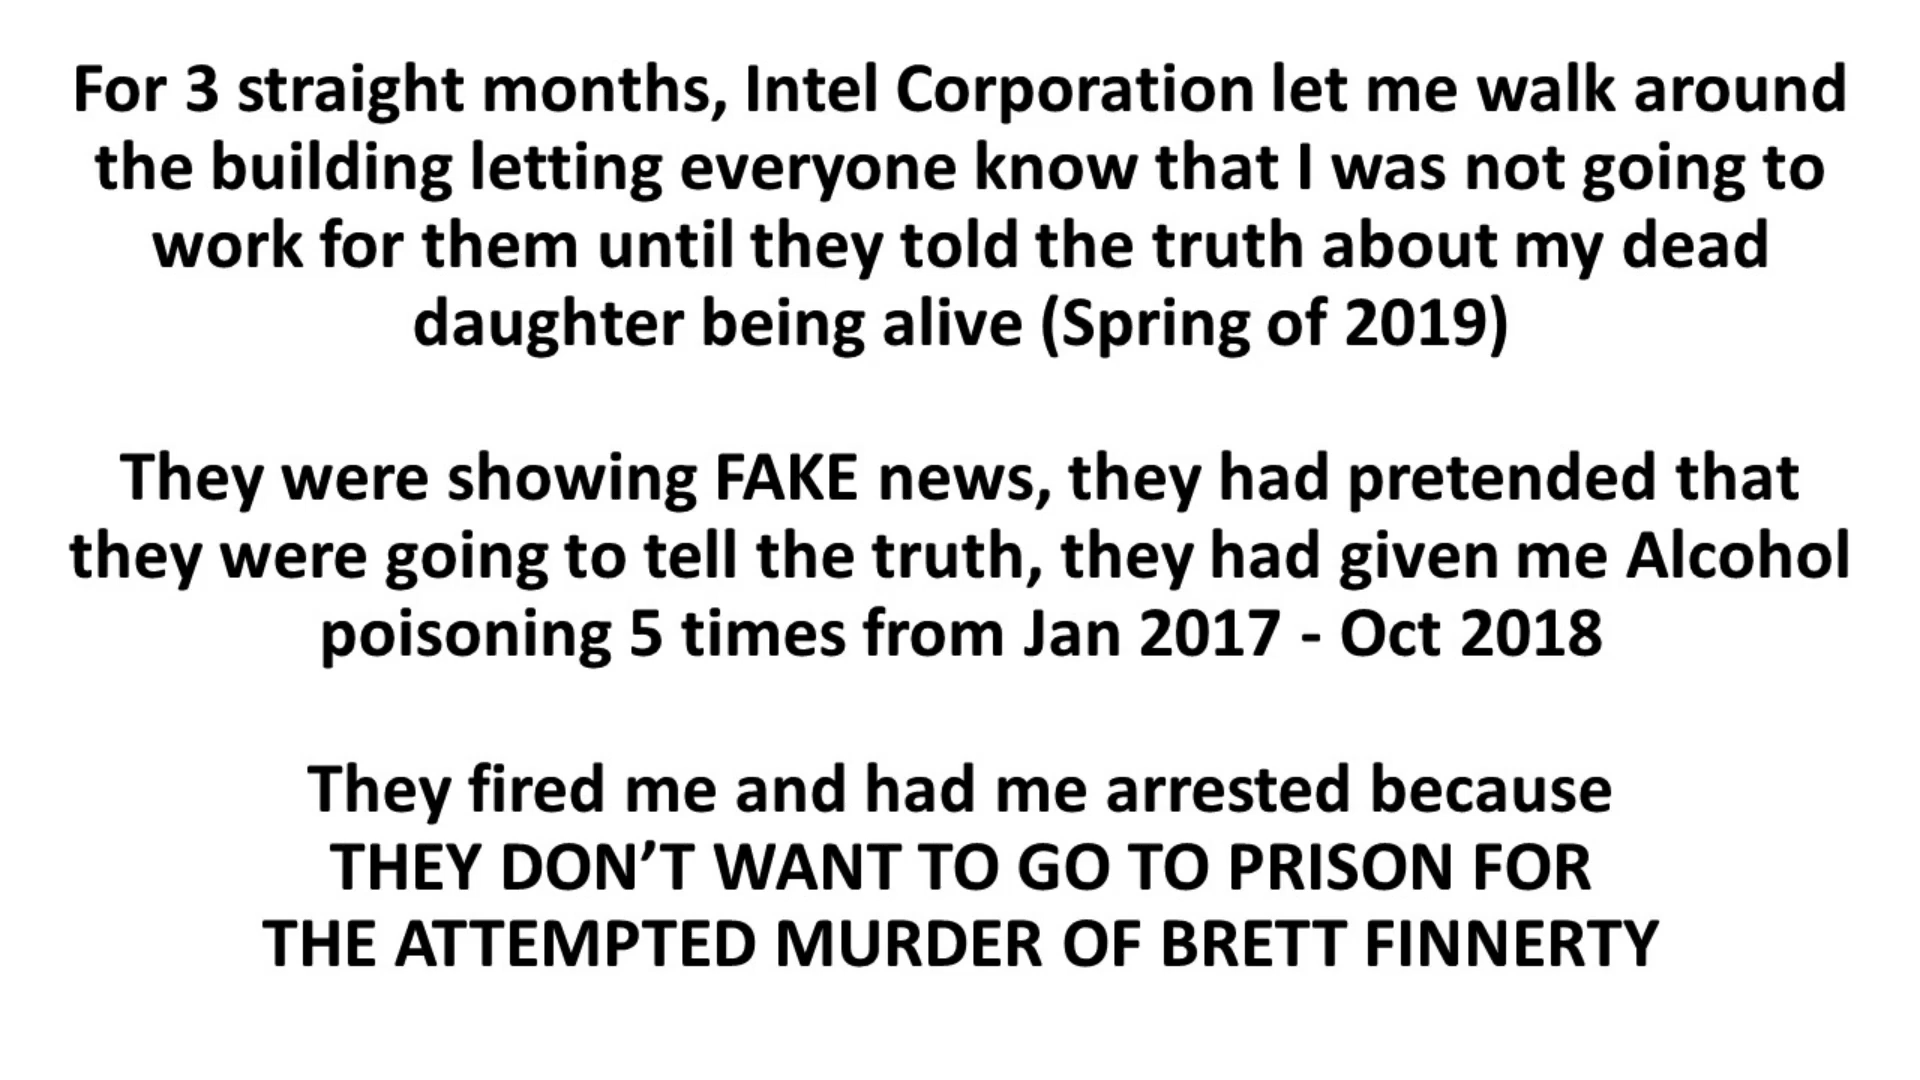 For 3 straight months, Intel Corporation let me walk around
the building letting everyone know that I was not going to
work for them until they told the truth about my dead
daughter being alive (Spring of 2019)
They were showing FAKE news, they had pretended that
they were going to tell the truth, they had given me Alcohol
poisoning 5 times from Jan 2017 - Oct 2018
They fired me and had me arrested because
THEY DON’T WANT TO GO TO PRISON FOR
THE ATTEMPTED MURDER OF BRETT FINNERTY